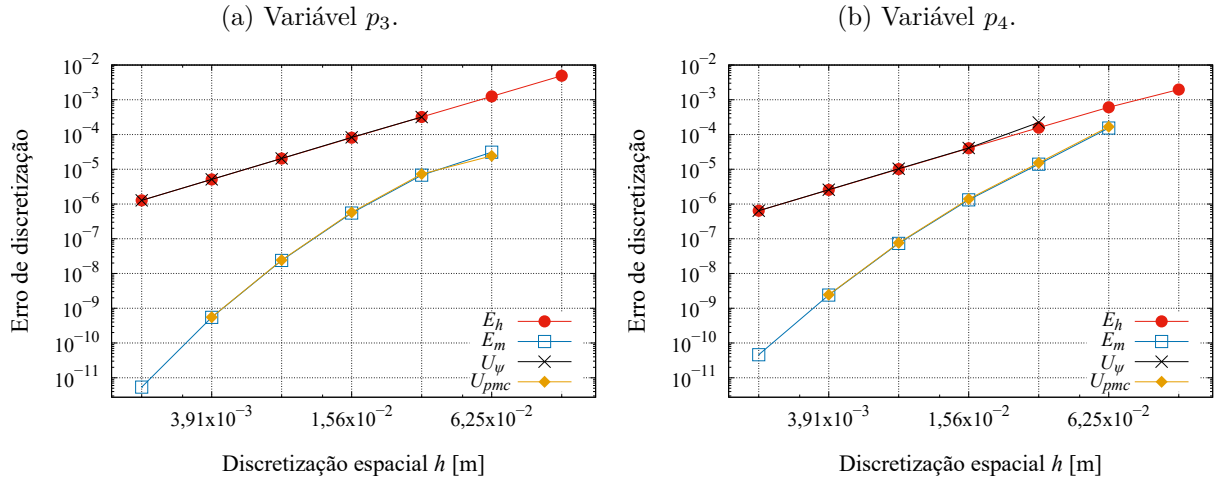 (a) Variável p₃.
10⁻²
10⁻³
10⁻⁴
10⁻⁵
10⁻⁶
10⁻⁷
10⁻⁸
10⁻⁹
10⁻¹⁰
10⁻¹¹
Erro de discretização
E_h
E_m
U_ψ
U_pmc
3,91x10⁻³
1,56x10⁻²
6,25x10⁻²
Discretização espacial h [m]
(b) Variável p₄.
10⁻²
10⁻³
10⁻⁴
10⁻⁵
10⁻⁶
10⁻⁷
10⁻⁸
10⁻⁹
10⁻¹⁰
10⁻¹¹
Erro de discretização
E_h
E_m
U_ψ
U_pmc
3,91x10⁻³
1,56x10⁻²
6,25x10⁻²
Discretização espacial h [m]